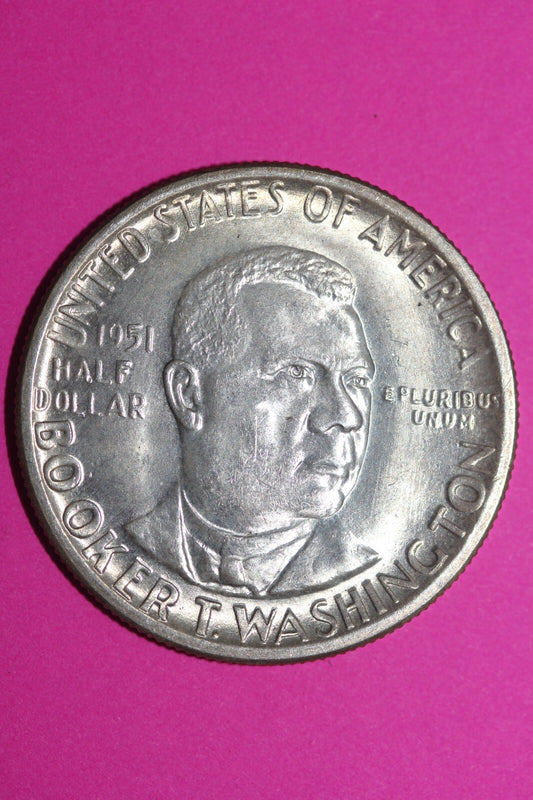 UNITED STATES OF AMERICA
1951
HALF
DOLLAR
E PLURIBUS
UNUM
BOOKER T. WASHINGTON